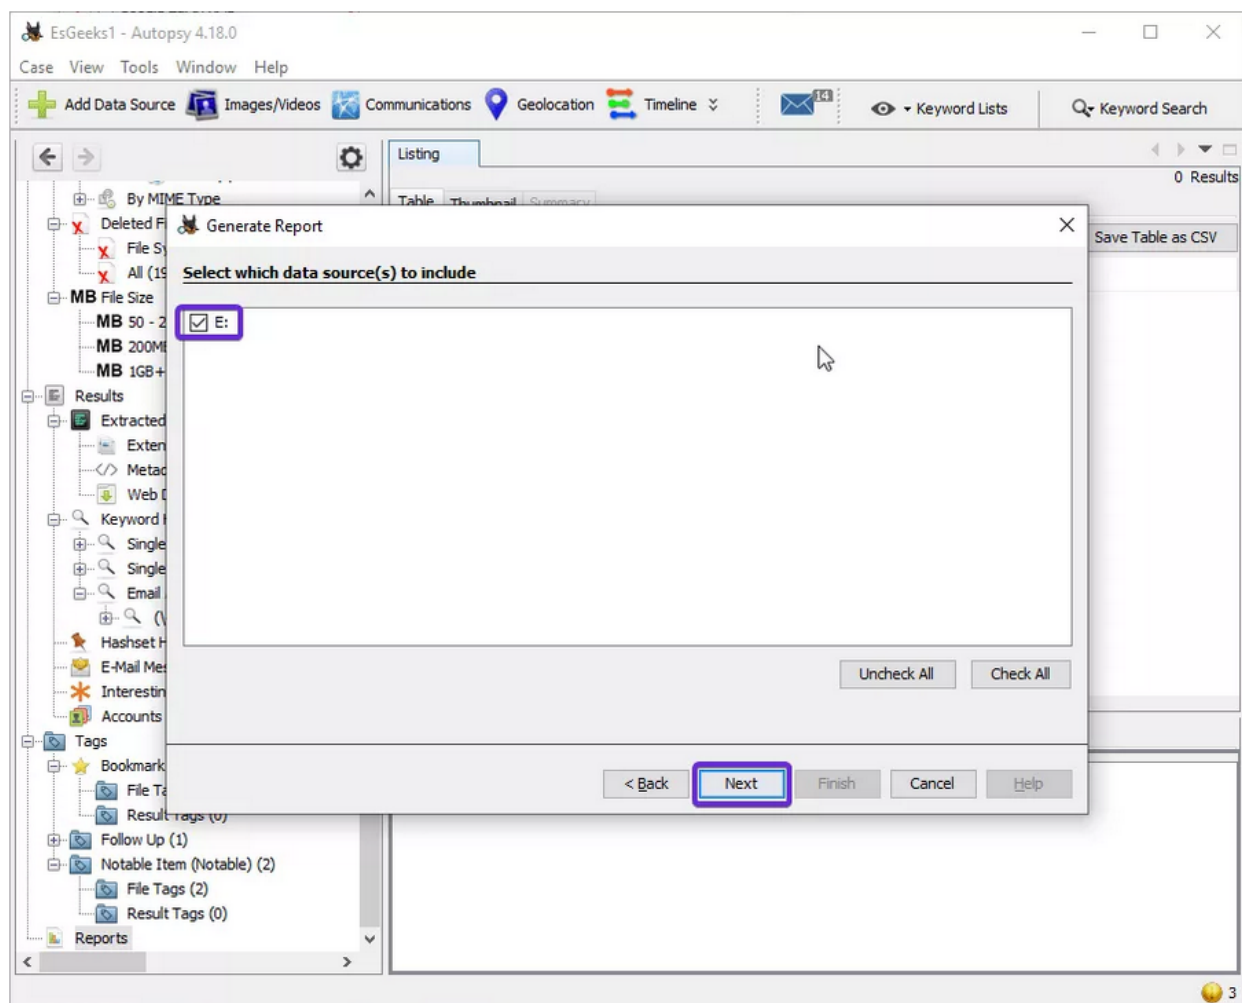 EsGeeks1 - Autopsy 4.18.0
Case View Tools Window Help
Add Data Source Images/Videos Communications Geolocation Timeline 14 Keyword Lists Keyword Search
Listing
0 Results
Table Thumbnail Summary
Save Table as CSV
By MIME Type
Deleted Fi
File Sy
All (19
MB File Size
MB 50 - 2
MB 200MB
MB 1GB+
Results
Extracted
Exten
Metad
Web D
Keyword H
Single
Single
Email
Hashset H
E-Mail Mes
Interestin
Accounts
Tags
Bookmark
File Ta
Result Tags (0)
Follow Up (1)
Notable Item (Notable) (2)
File Tags (2)
Result Tags (0)
Reports
Generate Report
Select which data source(s) to include
E:
Uncheck All Check All
< Back Next Finish Cancel Help
3